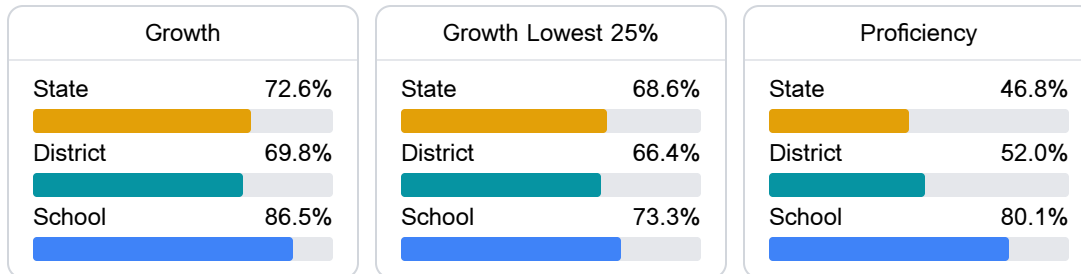 Growth
State 72.6%
District 69.8%
School 86.5%
Growth Lowest 25%
State 68.6%
District 66.4%
School 73.3%
Proficiency
State 46.8%
District 52.0%
School 80.1%